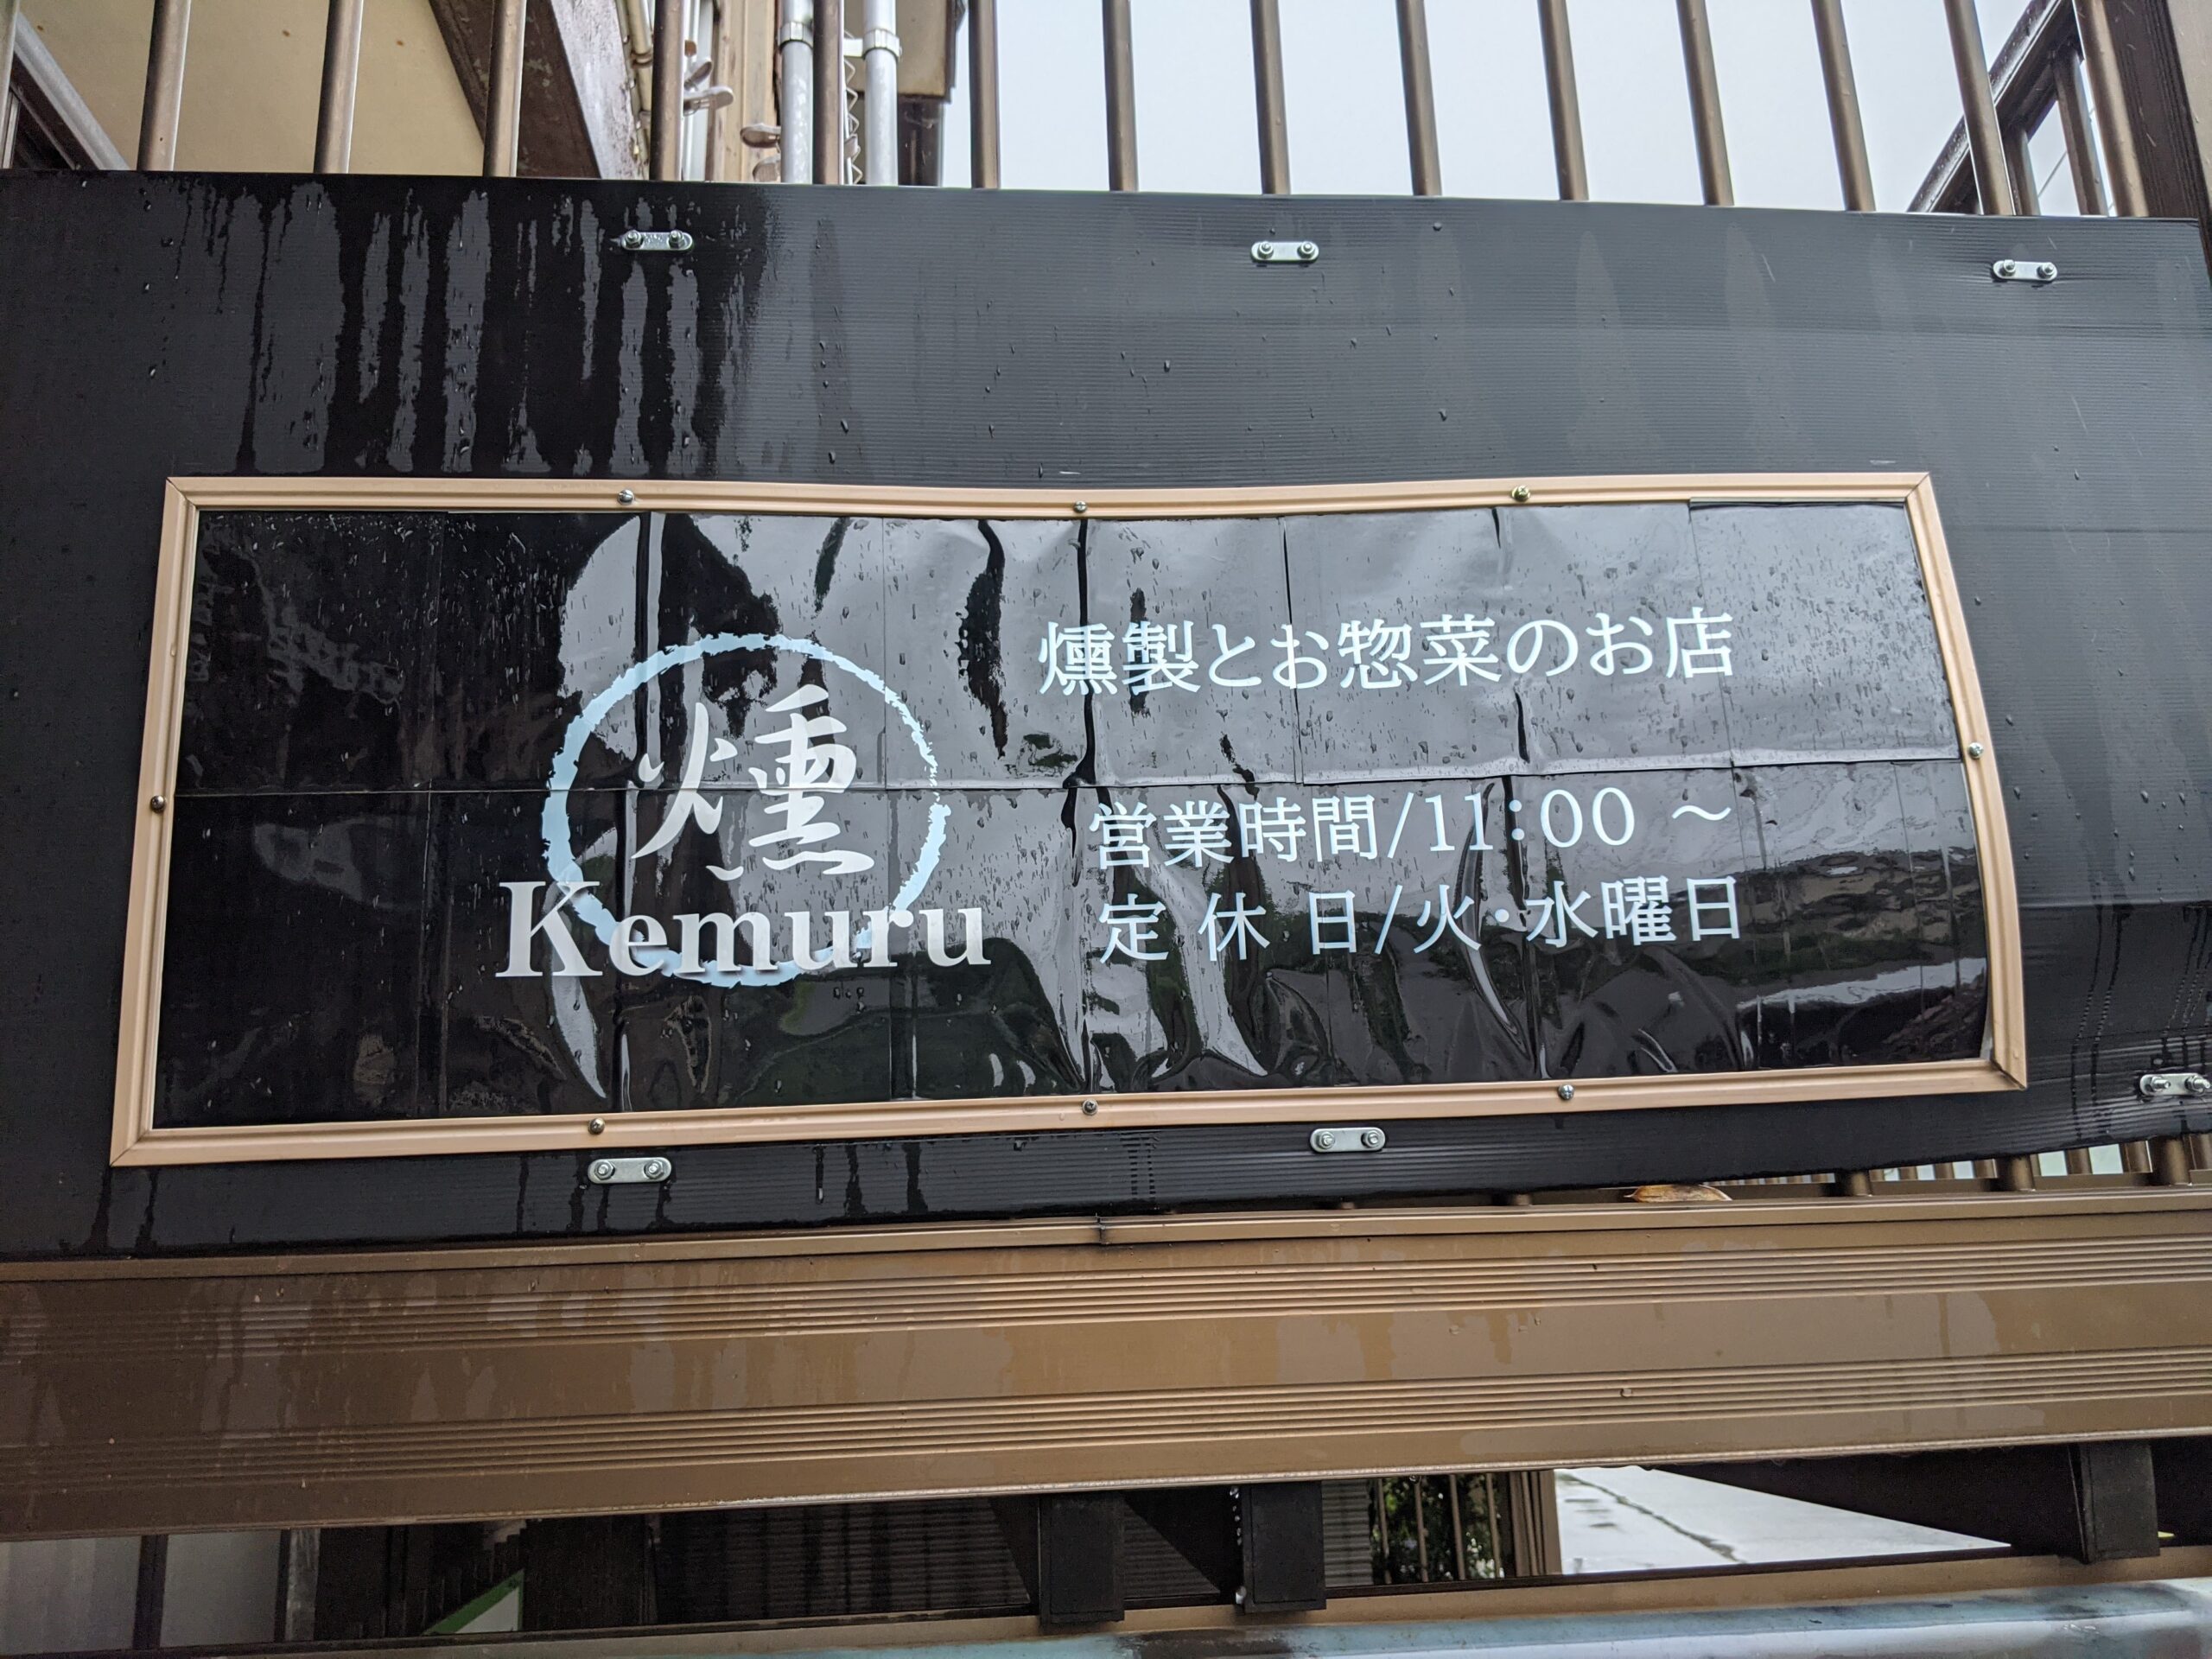 燻
Kemuru
燻製とお惣菜のお店
営業時間/11:00 ～
定 休 日/火・水曜日